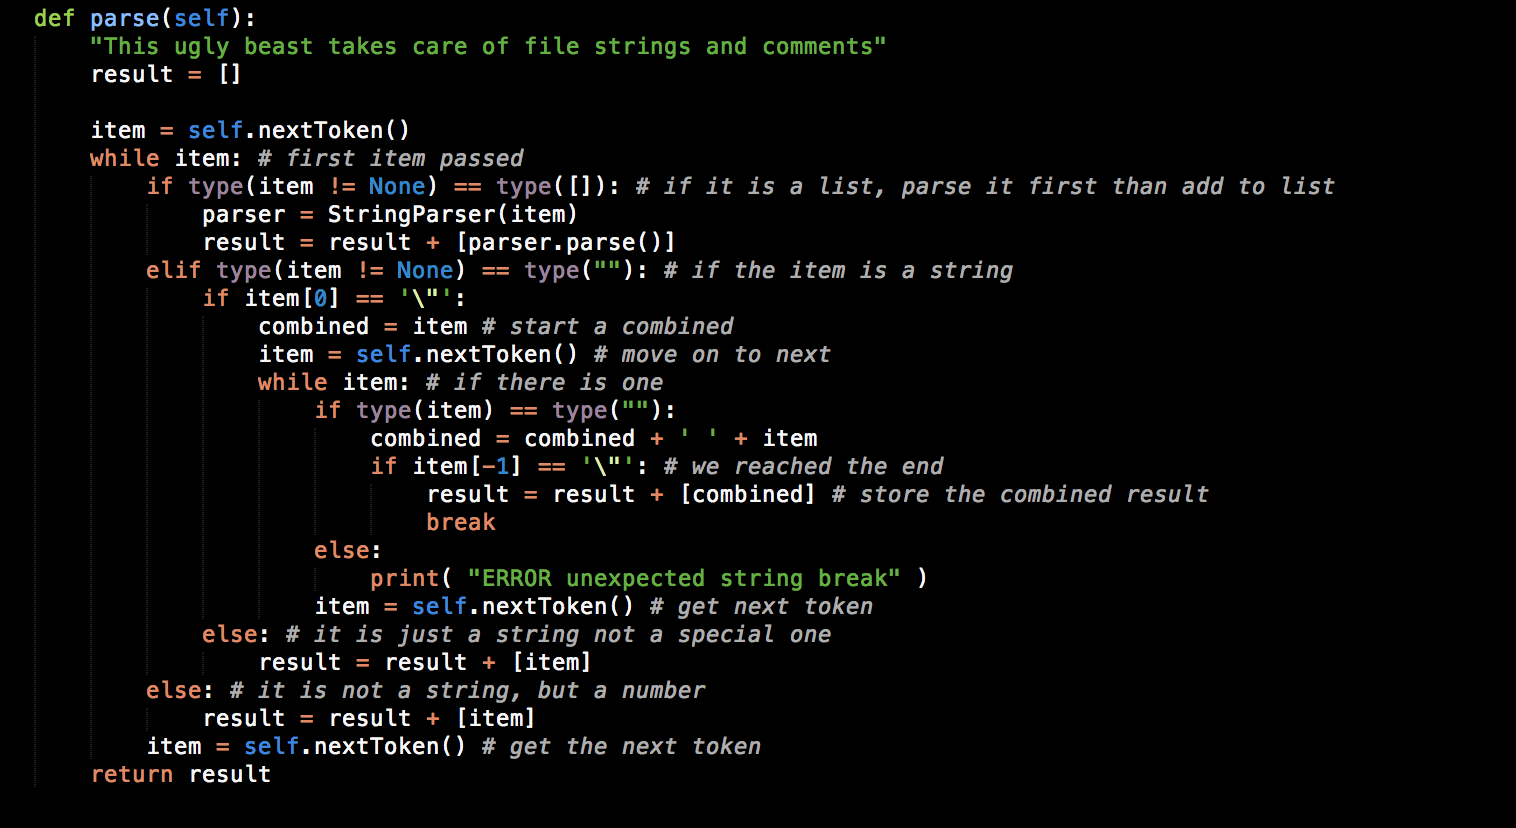 def parse(self):
    "This ugly beast takes care of file strings and comments"
    result = []

    item = self.nextToken()
    while item: # first item passed
        if type(item != None) == type([]): # if it is a list, parse it first than add to list
            parser = StringParser(item)
            result = result + [parser.parse()]
        elif type(item != None) == type(""): # if the item is a string
            if item[0] == '\"':
                combined = item # start a combined
                item = self.nextToken() # move on to next
                while item: # if there is one
                    if type(item) == type(""):
                        combined = combined + ' ' + item
                        if item[-1] == '\"': # we reached the end
                            result = result + [combined] # store the combined result
                            break
                    else:
                        print( "ERROR unexpected string break" )
                    item = self.nextToken() # get next token
            else: # it is just a string not a special one
                result = result + [item]
        else: # it is not a string, but a number
            result = result + [item]
        item = self.nextToken() # get the next token
    return result